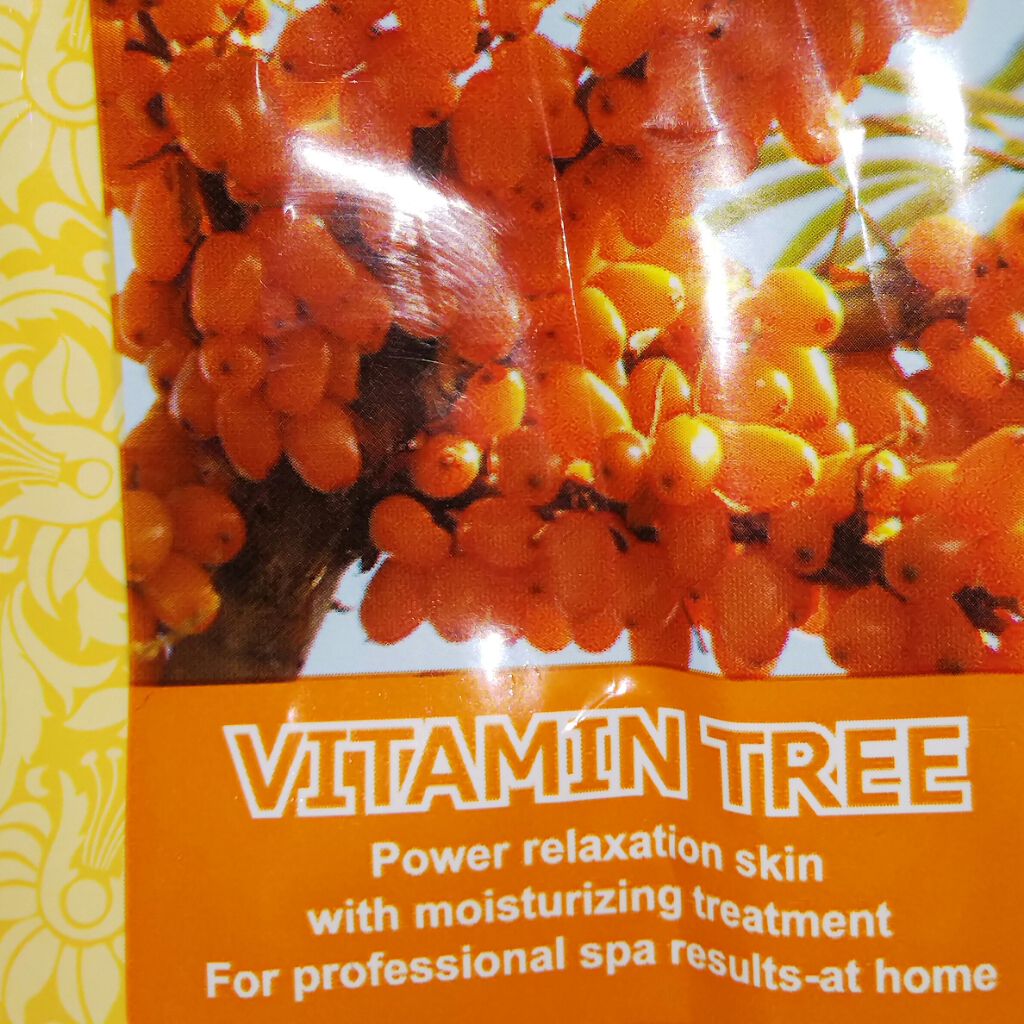 VITAMIN TREE
Power relaxation skin
with moisturizing treatment
For professional spa results-at home